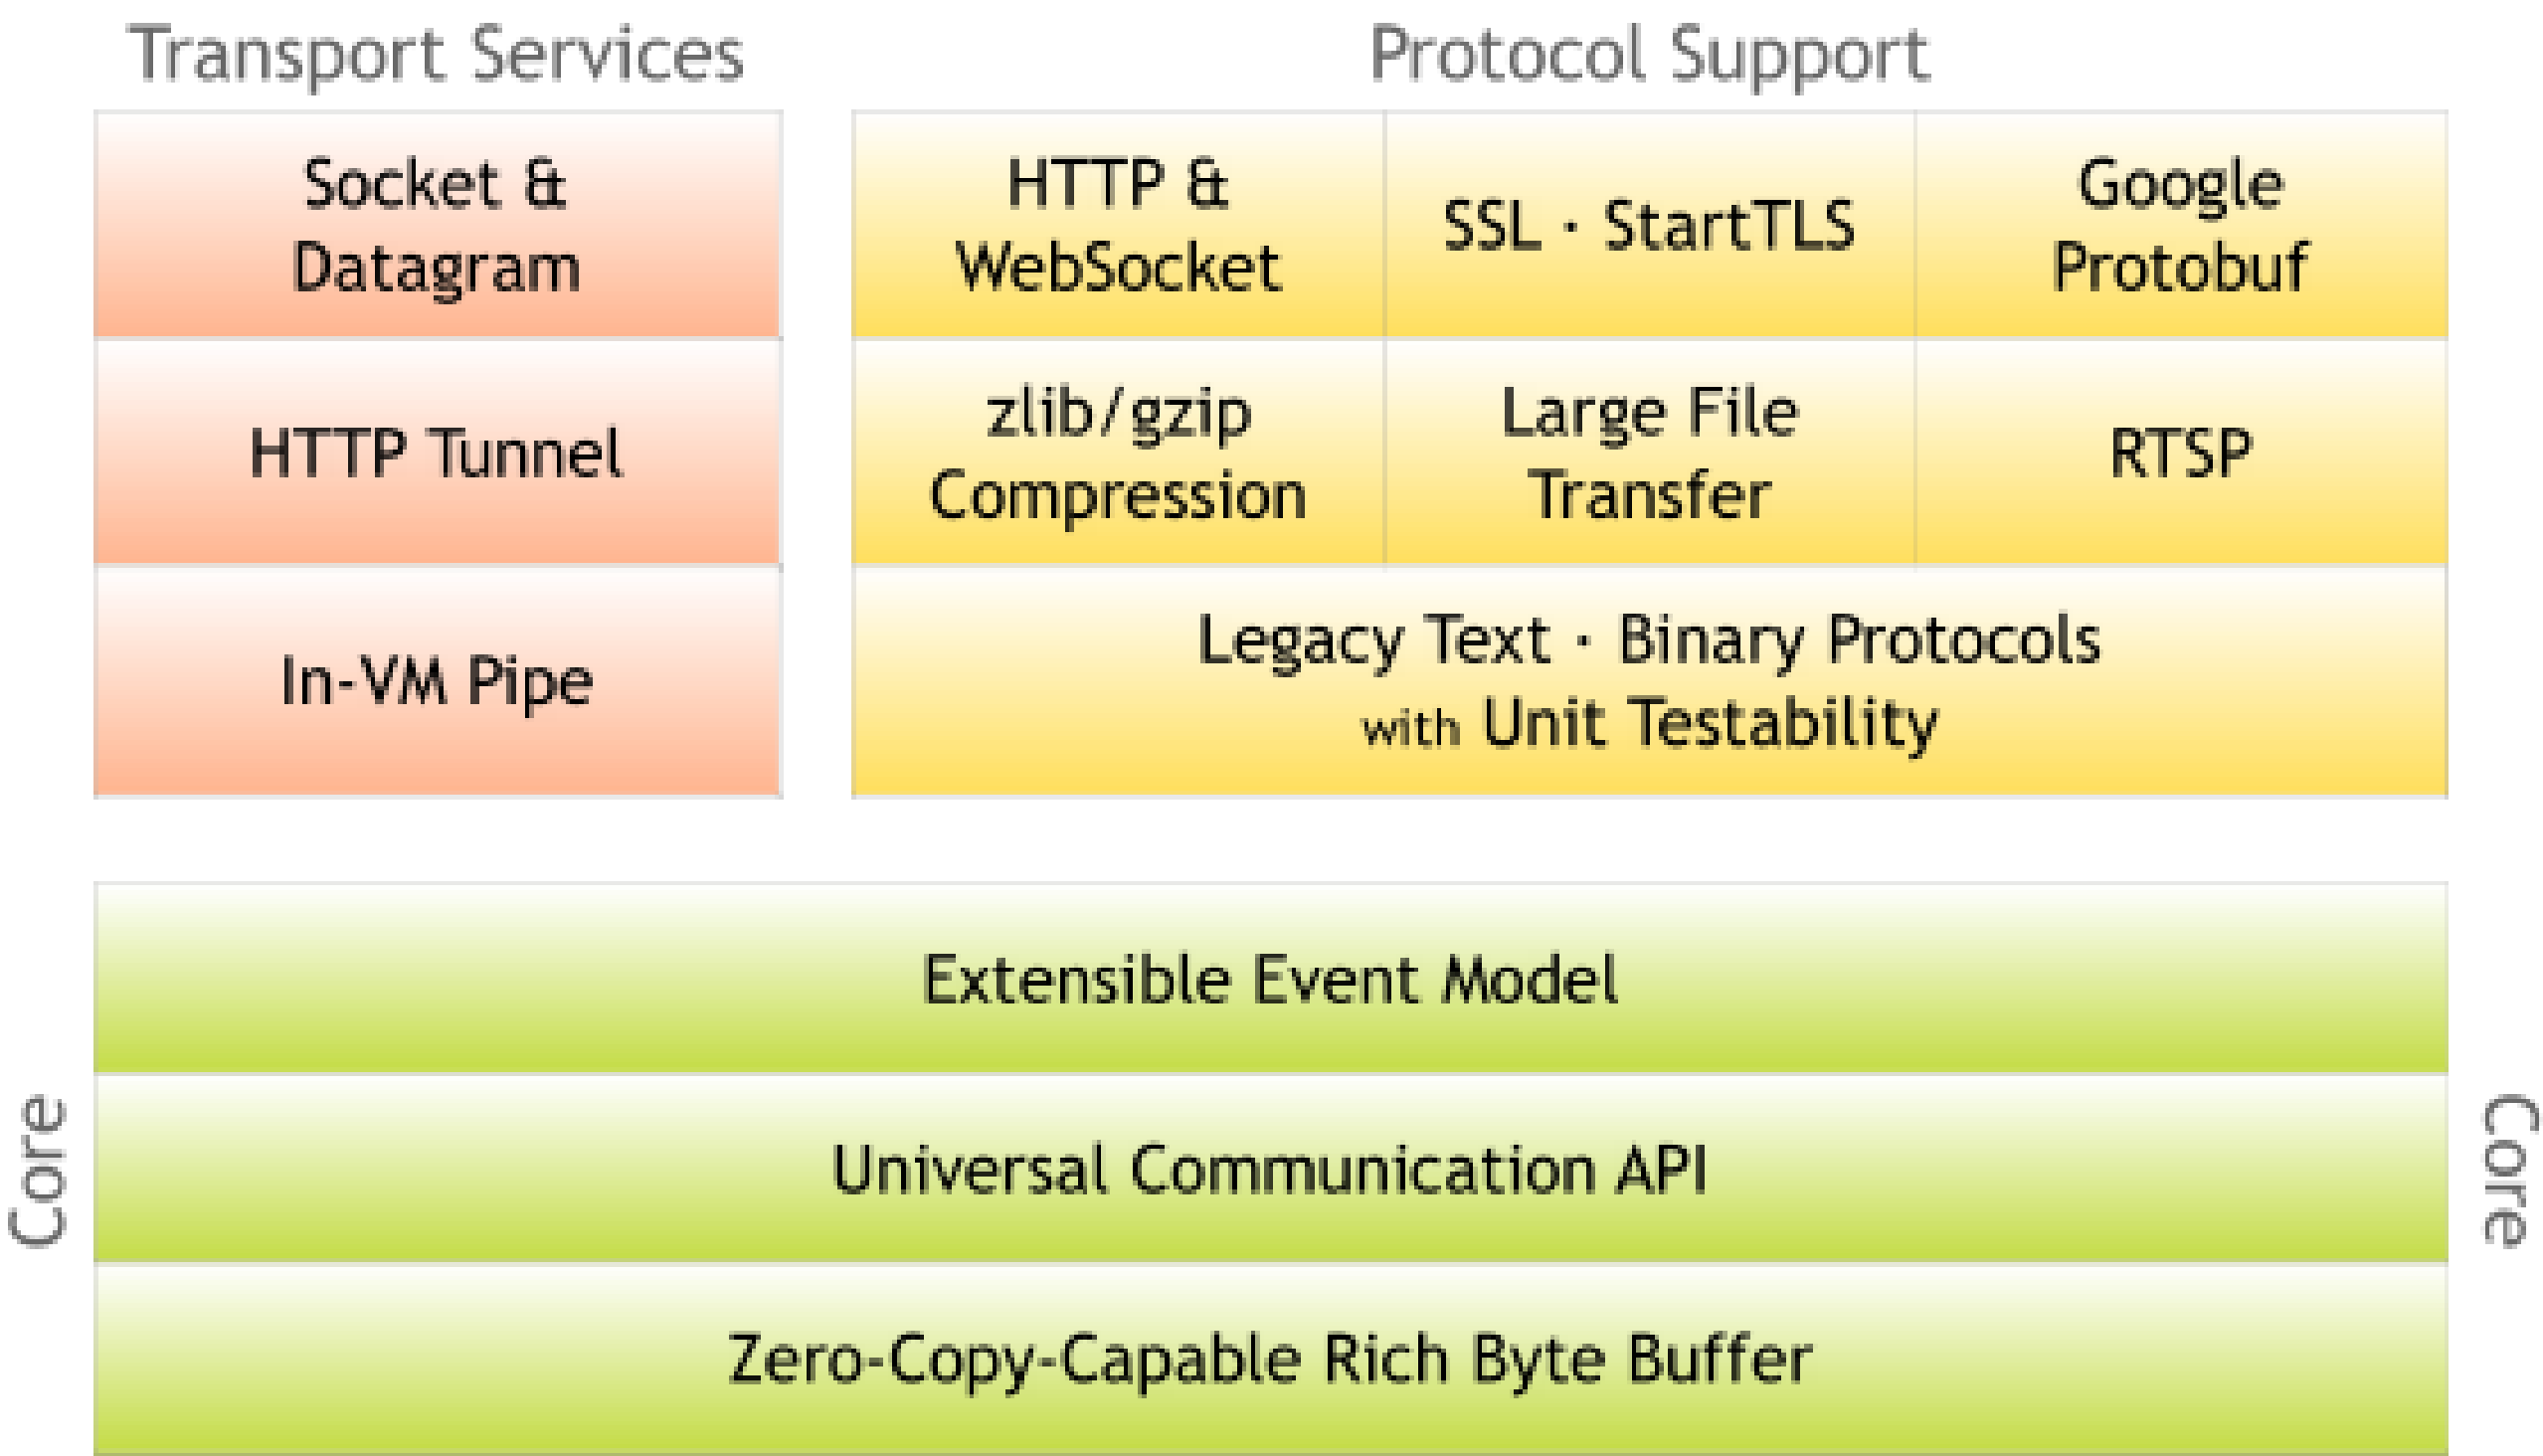 Transport Services
Protocol Support
Socket &
Datagram
HTTP &
WebSocket
SSL · StartTLS
Google
Protobuf
HTTP Tunnel
zlib/gzip
Compression
Large File
Transfer
RTSP
In-VM Pipe
Legacy Text · Binary Protocols
with Unit Testability
Core
Extensible Event Model
Universal Communication API
Zero-Copy-Capable Rich Byte Buffer
Core